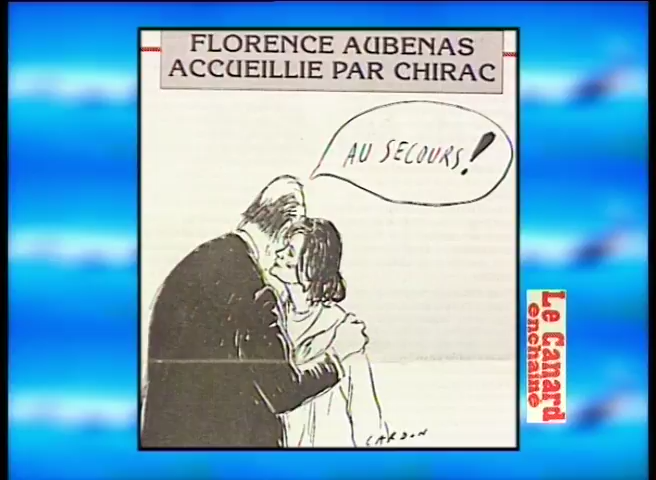 FLORENCE AUBENAS
ACCUEILLIE PAR CHIRAC
AU SECOURS!
CARDON
Le Canard
enchaîné